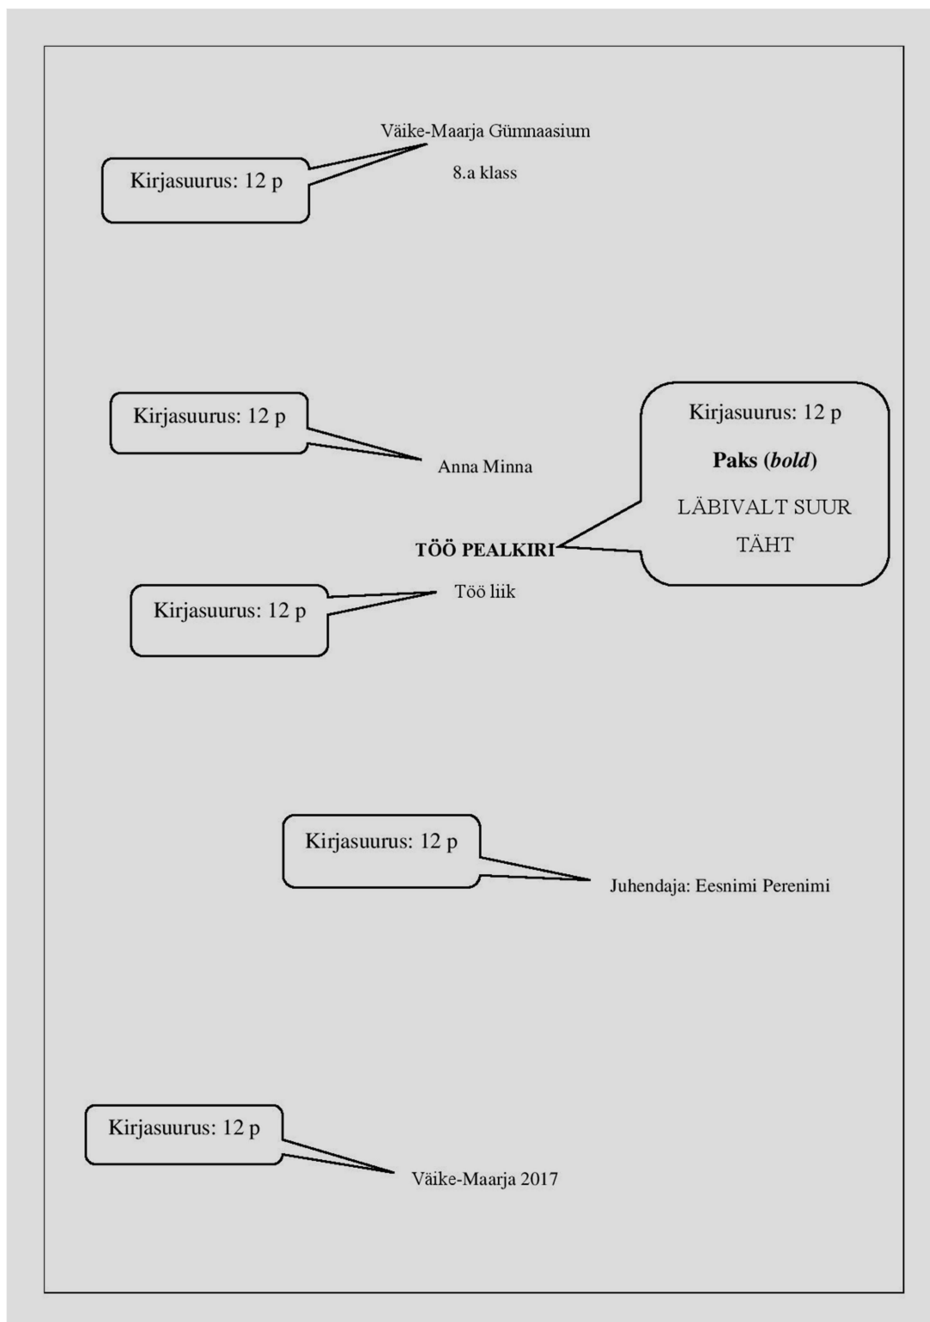 Väike-Maarja Gümnaasium
Kirjasuurus: 12 p
8.a klass
Kirjasuurus: 12 p
Anna Minna
Kirjasuurus: 12 p
Paks (bold)
LÄBIVALT SUUR
TÄHT
TÖÖ PEALKIRI
Töö liik
Kirjasuurus: 12 p
Kirjasuurus: 12 p
Juhendaja: Eesnimi Perenimi
Kirjasuurus: 12 p
Väike-Maarja 2017